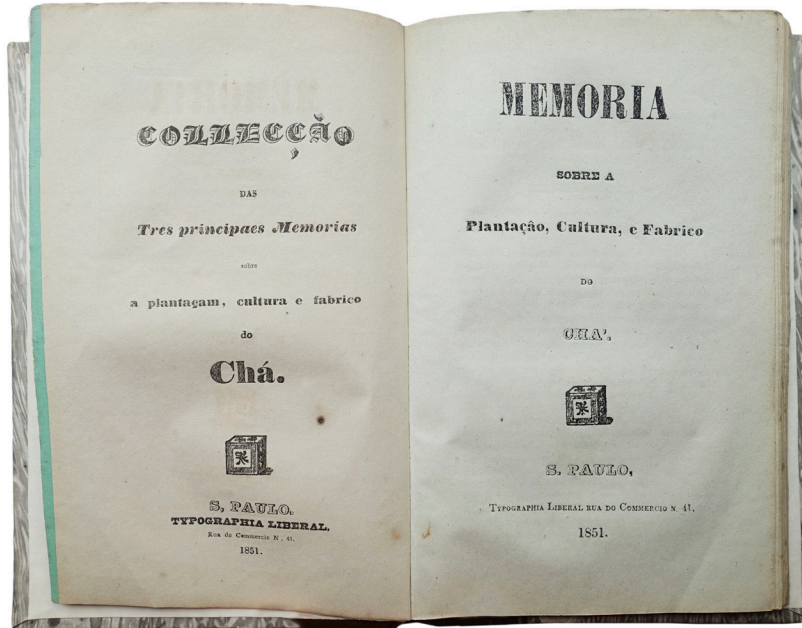 COLLECÇÃO
DAS
Tres principaes Memorias
sobre
a plantaçam, cultura e fabrico
do
Chá.
S. PAULO.
TYPOGRAPHIA LIBERAL.
Rua do Commercio N. 41.
1851.
MEMORIA
SOBRE A
Plantação, Cultura, e Fabrico
DO
CHA'.
S. PAULO,
TYPOGRAPHIA LIBERAL RUA DO COMMERCIO N. 41.
1851.